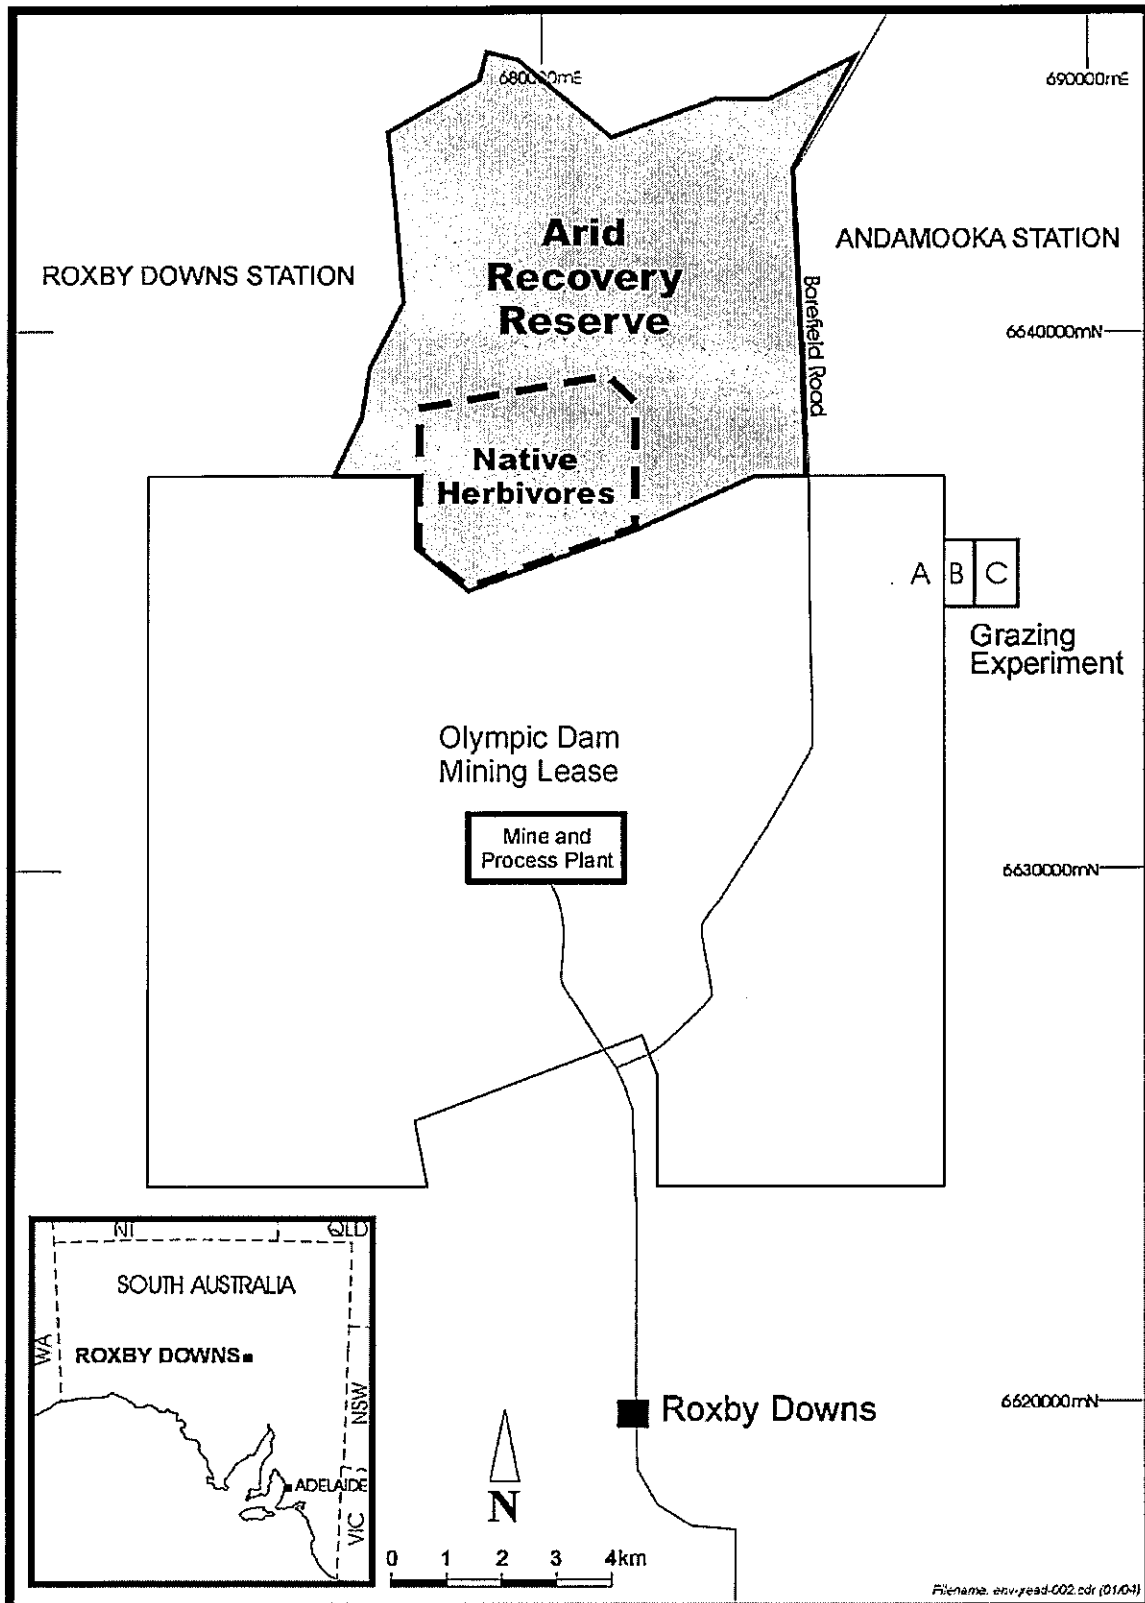 680000mE
690000mE
Arid
Recovery
Reserve
ROXBY DOWNS STATION
ANDAMOOKA STATION
Borefield Road
6640000mN
Native
Herbivores
A B C
Grazing
Experiment
Olympic Dam
Mining Lease
Mine and
Process Plant
6630000mN
NT
QLD
SOUTH AUSTRALIA
WA
ROXBY DOWNS
NSW
ADELAIDE
VIC
Roxby Downs
6620000mN
N
0 1 2 3 4km
Filename: env-read-002.cdr (01/04)